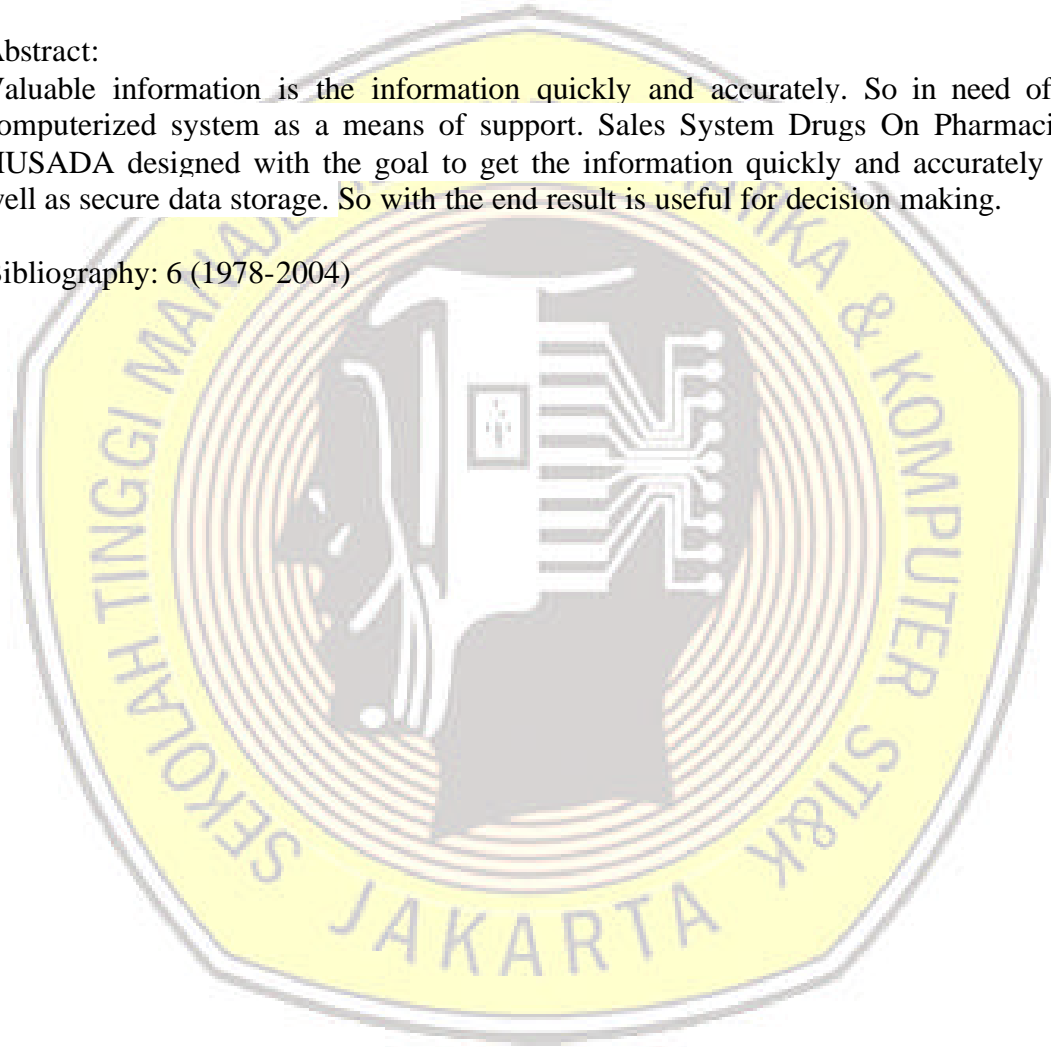 Abstract:
Valuable information is the information quickly and accurately. So in need of
omputerized system as a means of support. Sales System Drugs On Pharmaci
HUSADA designed with the goal to get the information quickly and accurately
well as secure data storage. So with the end result is useful for decision making.
Bibliography: 6 (1978-2004)
SEKOLAH TINGGI & KOMPUTER STI&K
JAKARTA